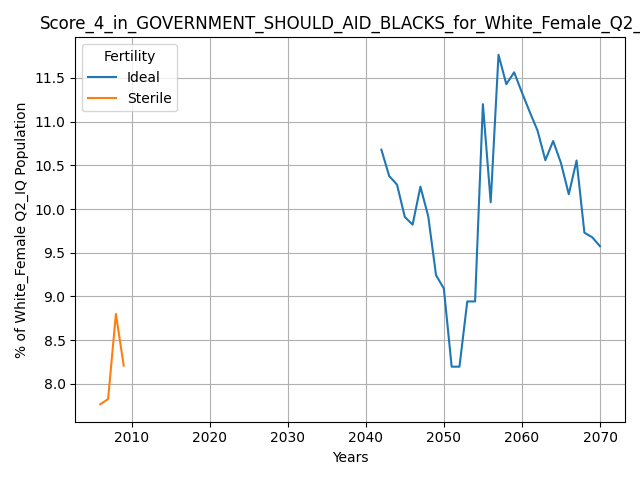 Score_4_in_GOVERNMENT_SHOULD_AID_BLACKS_for_White_Female_Q2_
Fertility
Ideal
Sterile
% of White_Female Q2_IQ Population
11.5
11.0
10.5
10.0
9.5
9.0
8.5
8.0
2010 2020 2030 2040 2050 2060 2070
Years